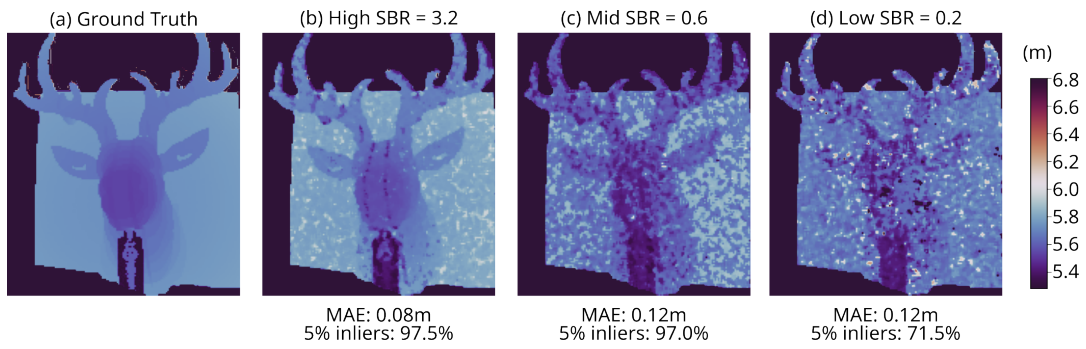 (a) Ground Truth
(b) High SBR = 3.2
(c) Mid SBR = 0.6
(d) Low SBR = 0.2
(m)
6.8
6.6
6.4
6.2
6.0
5.8
5.6
5.4
MAE: 0.08m
5% inliers: 97.5%
MAE: 0.12m
5% inliers: 97.0%
MAE: 0.12m
5% inliers: 71.5%